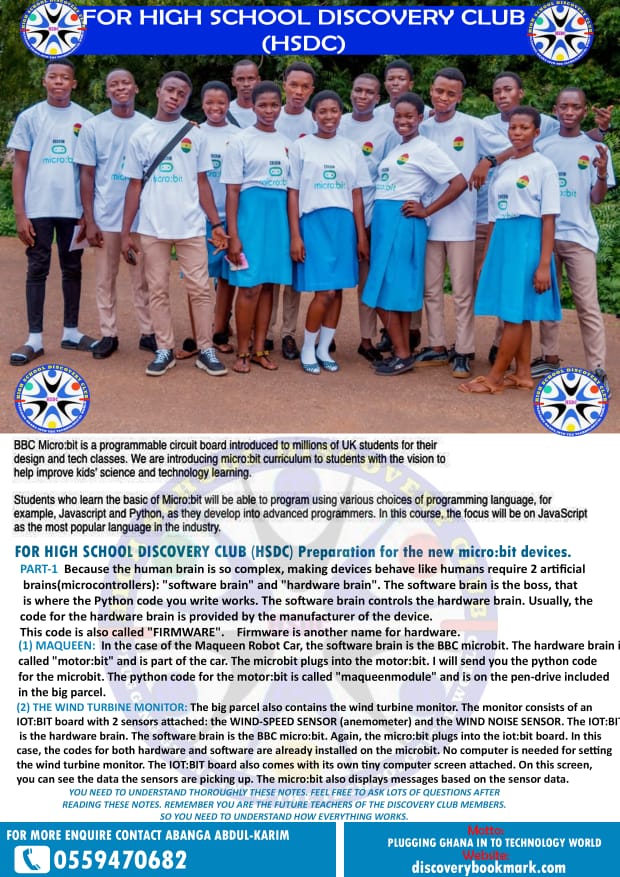 FOR HIGH SCHOOL DISCOVERY CLUB
(HSDC)
BBC
micro:bit
BBC Micro:bit is a programmable circuit board introduced to millions of UK students for their
design and tech classes. We are introducing micro:bit curriculum to students with the vision to
help improve kids' science and technology learning.
Students who learn the basic of Micro:bit will be able to program using various choices of programming language, for
example, Javascript and Python, as they develop into advanced programmers. In this course, the focus will be on JavaScript
as the most popular language in the industry.
FOR HIGH SCHOOL DISCOVERY CLUB (HSDC) Preparation for the new micro:bit devices.
PART-1 Because the human brain is so complex, making devices behave like humans require 2 artificial
brains(microcontrollers): "software brain" and "hardware brain". The software brain is the boss, that
is where the Python code you write works. The software brain controls the hardware brain. Usually, the
code for the hardware brain is provided by the manufacturer of the device.
This code is also called "FIRMWARE". Firmware is another name for hardware.
(1) MAQUEEN: In the case of the Maqueen Robot Car, the software brain is the BBC microbit. The hardware brain i
called "motor:bit" and is part of the car. The microbit plugs into the motor:bit. I will send you the python code
for the microbit. The python code for the motor:bit is called "maqueenmodule" and is on the pen-drive included
in the big parcel.
(2) THE WIND TURBINE MONITOR: The big parcel also contains the wind turbine monitor. The monitor consists of an
IOT:BIT board with 2 sensors attached: the WIND-SPEED SENSOR (anemometer) and the WIND NOISE SENSOR. The IOT:BIT
is the hardware brain. The software brain is the BBC micro:bit. Again, the micro:bit plugs into the iot:bit board. In this
case, the codes for both hardware and software are already installed on the microbit. No computer is needed for setting
the wind turbine monitor. The IOT:BIT board also comes with its own tiny computer screen attached. On this screen,
you can see the data the sensors are picking up. The micro:bit also displays messages based on the sensor data.
YOU NEED TO UNDERSTAND THOROUGHLY THESE NOTES. FEEL FREE TO ASK LOTS OF QUESTIONS AFTER
READING THESE NOTES. REMEMBER YOU ARE THE FUTURE TEACHERS OF THE DISCOVERY CLUB MEMBERS.
SO YOU NEED TO UNDERSTAND HOW EVERYTHING WORKS.
FOR MORE ENQUIRE CONTACT ABANGA ABDUL-KARIM
0559470682
Motto:
PLUGGING GHANA IN TO TECHNOLOGY WORLD
Website:
discoverybookmark.com